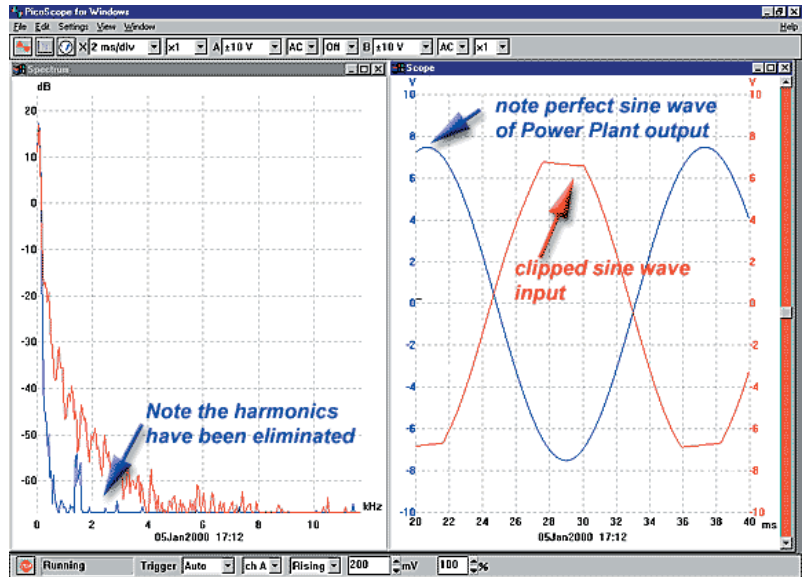 PicoScope for Windows
File Edit Settings View Window Help
X 2 ms/div x1 A ±10 V AC Off B ±10 V AC x1
Spectrum
dB
20
10
0
-10
-20
-30
-40
-50
-60
0 2 4 6 8 10 kHz
05Jan2000 17:12
Note the harmonics
have been eliminated
Scope
V V
10 10
8 8
6 6
4 4
2 2
0 0
-2 -2
-4 -4
-6 -6
-8 -8
-10 -10
20 22 24 26 28 30 32 34 36 38 40 ms
05Jan2000 17:12
note perfect sine wave
of Power Plant output
clipped sine wave
input
Running Trigger Auto ch A Rising 200 mV 100 %